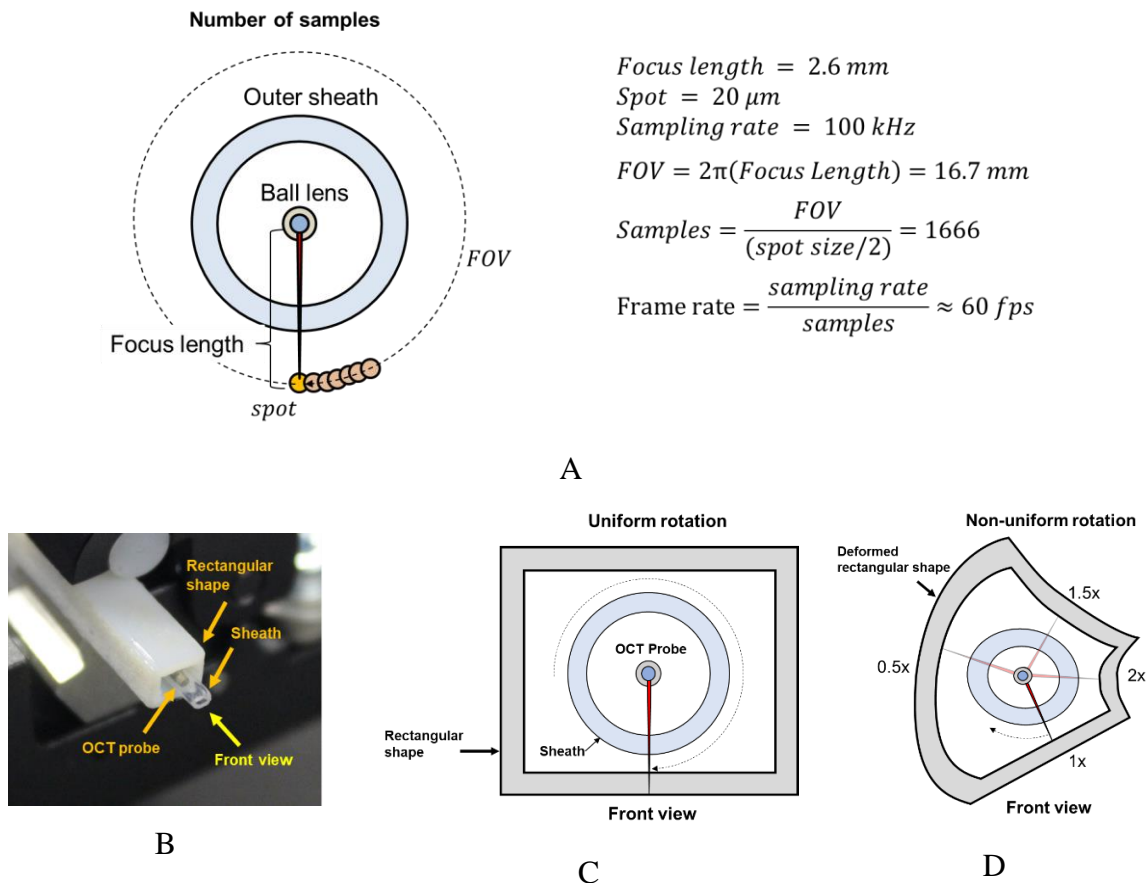 Number of samples
Outer sheath
Ball lens
FOV
Focus length
spot
Focus length = 2.6 mm
Spot = 20 μm
Sampling rate = 100 kHz
FOV = 2π(Focus Length) = 16.7 mm
Samples = FOV / (spot size/2) = 1666
Frame rate = sampling rate / samples ≈ 60 fps
A
Rectangular
shape
Sheath
OCT probe
Front view
B
Uniform rotation
OCT Probe
Rectangular
shape
Sheath
Front view
C
Non-uniform rotation
Deformed
rectangular shape
1.5x
0.5x
2x
1x
Front view
D